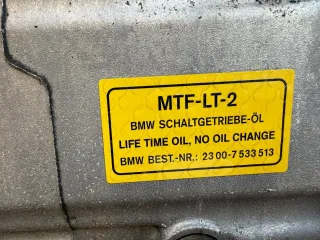 MTF-LT-2
BMW SCHALTGETRIEBE-ÖL
LIFE TIME OIL, NO OIL CHANGE
BMW BEST.-NR.: 23 00-7 533 513